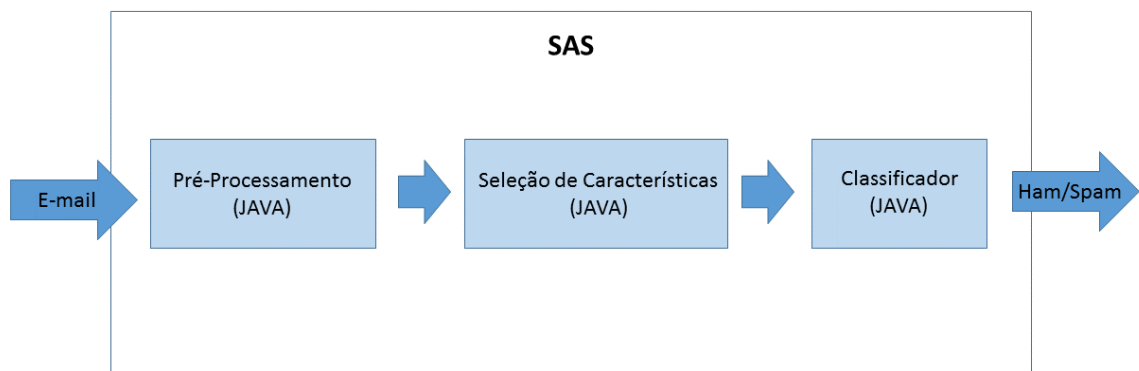 SAS
E-mail
Pré-Processamento
(JAVA)
Seleção de Características
(JAVA)
Classificador
(JAVA)
Ham/Spam